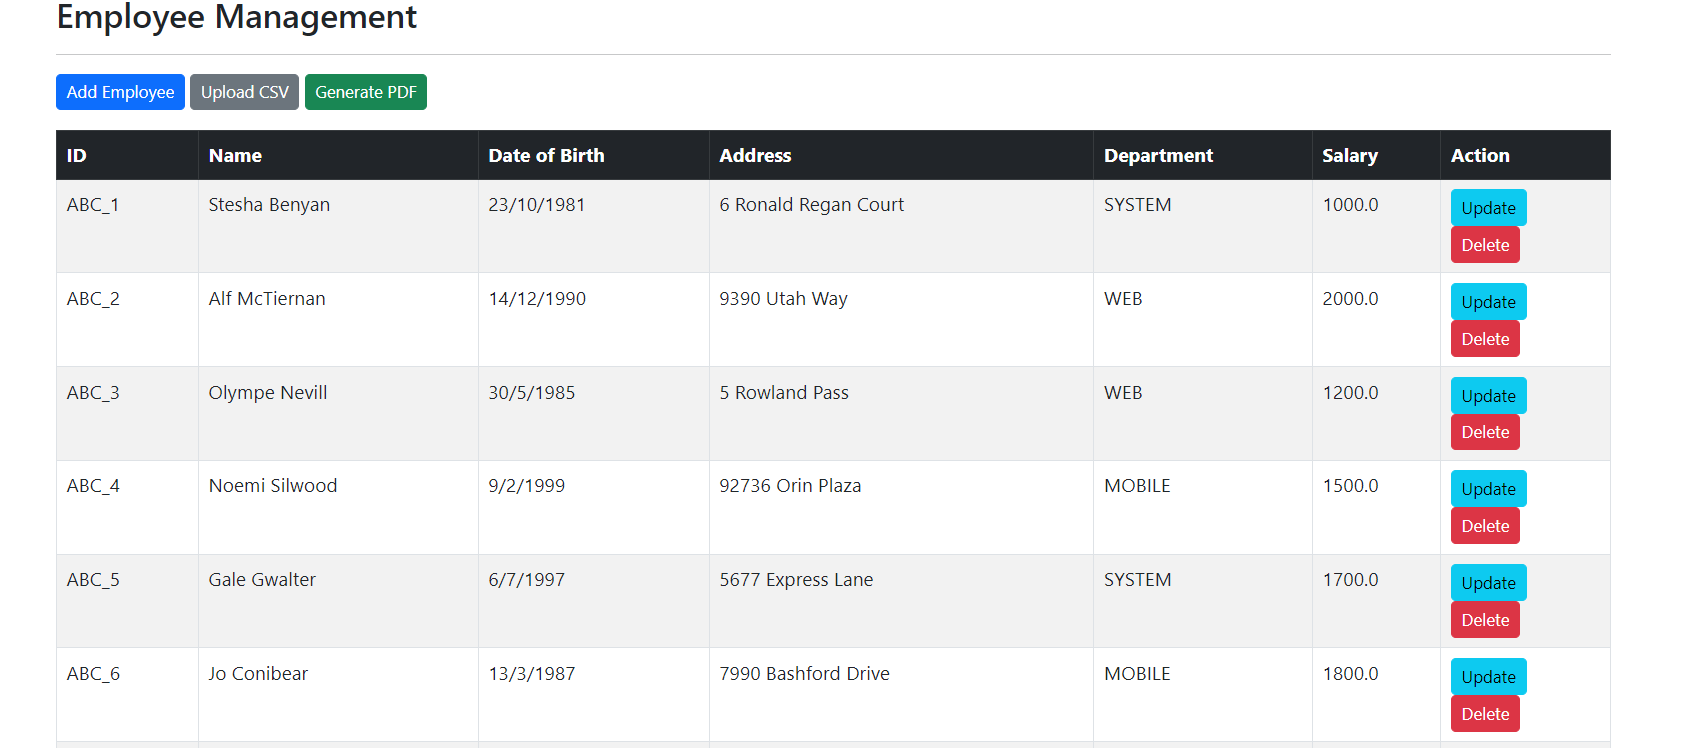 Employee Management
Add Employee Upload CSV Generate PDF
ID Name Date of Birth Address Department Salary Action
ABC_1 Stesha Benyan 23/10/1981 6 Ronald Regan Court SYSTEM 1000.0 Update
Delete
ABC_2 Alf McTiernan 14/12/1990 9390 Utah Way WEB 2000.0 Update
Delete
ABC_3 Olympe Nevill 30/5/1985 5 Rowland Pass WEB 1200.0 Update
Delete
ABC_4 Noemi Silwood 9/2/1999 92736 Orin Plaza MOBILE 1500.0 Update
Delete
ABC_5 Gale Gwalter 6/7/1997 5677 Express Lane SYSTEM 1700.0 Update
Delete
ABC_6 Jo Conibear 13/3/1987 7990 Bashford Drive MOBILE 1800.0 Update
Delete